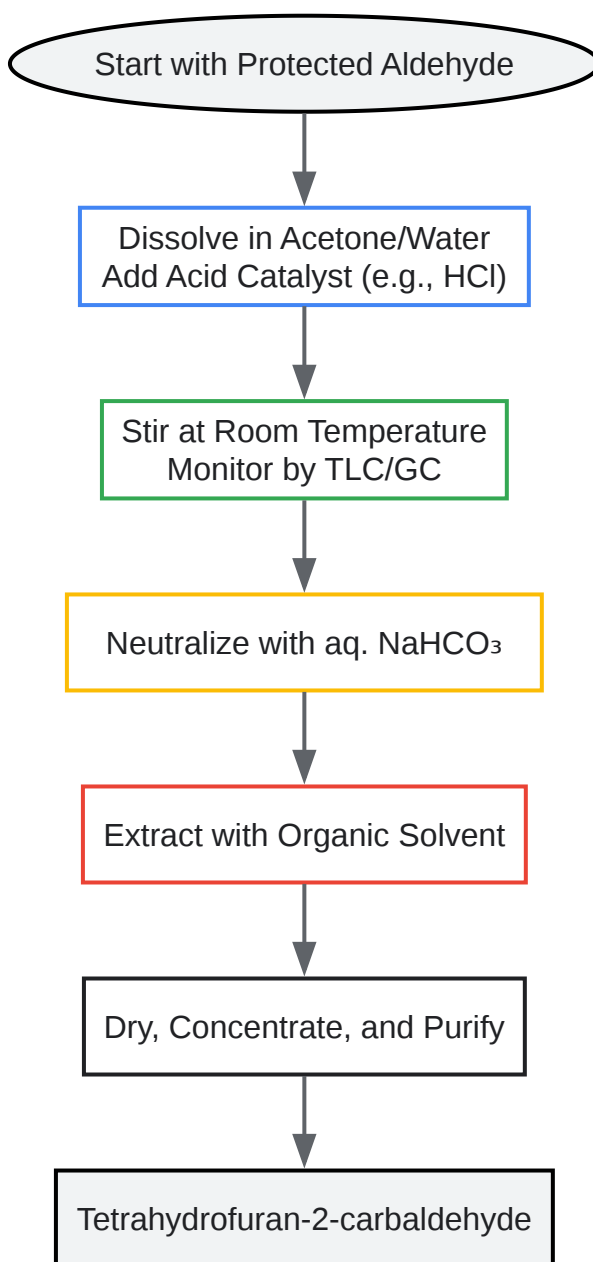 Start with Protected Aldehyde
Dissolve in Acetone/Water
Add Acid Catalyst (e.g., HCl)
Stir at Room Temperature
Monitor by TLC/GC
Neutralize with aq. NaHCO₃
Extract with Organic Solvent
Dry, Concentrate, and Purify
Tetrahydrofuran-2-carbaldehyde